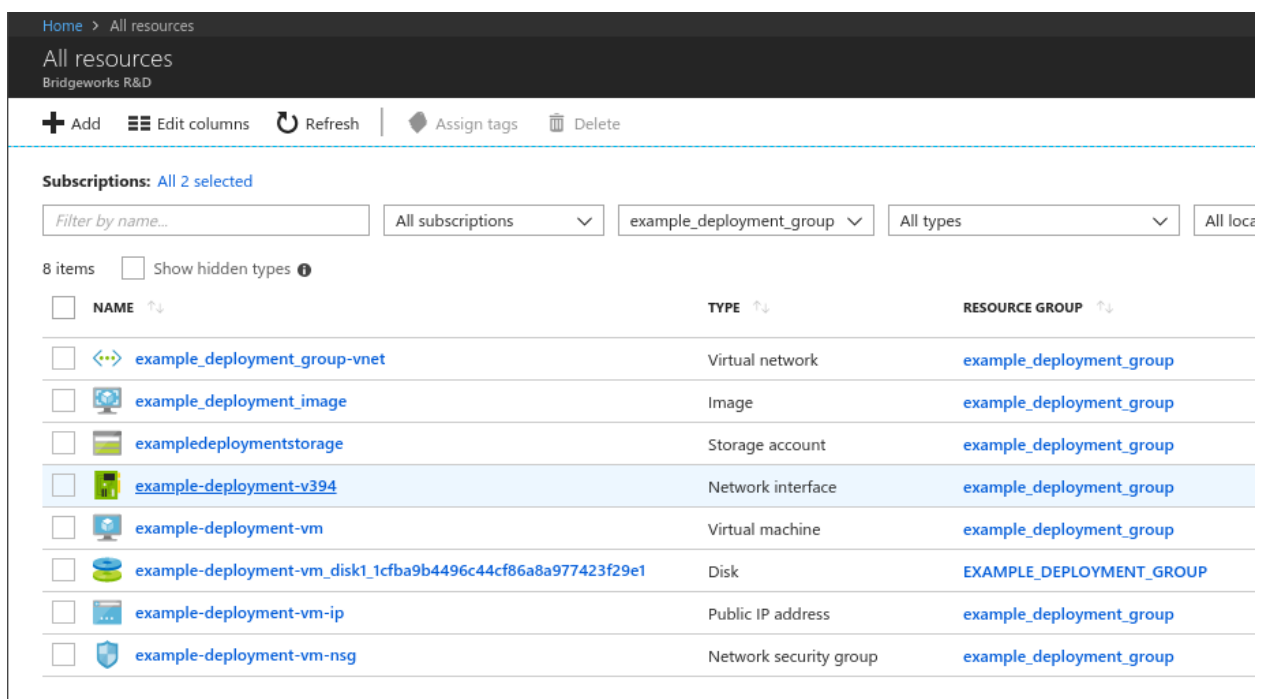 Home > All resources
All resources
Bridgeworks R&D
Add Edit columns Refresh Assign tags Delete
Subscriptions: All 2 selected
Filter by name... All subscriptions example_deployment_group All types All loca
8 items Show hidden types
NAME TYPE RESOURCE GROUP
example_deployment_group-vnet Virtual network example_deployment_group
example_deployment_image Image example_deployment_group
exampledeploymentstorage Storage account example_deployment_group
example-deployment-v394 Network interface example_deployment_group
example-deployment-vm Virtual machine example_deployment_group
example-deployment-vm_disk1_1cfba9b4496c44cf86a8a977423f29e1 Disk EXAMPLE_DEPLOYMENT_GROUP
example-deployment-vm-ip Public IP address example_deployment_group
example-deployment-vm-nsg Network security group example_deployment_group